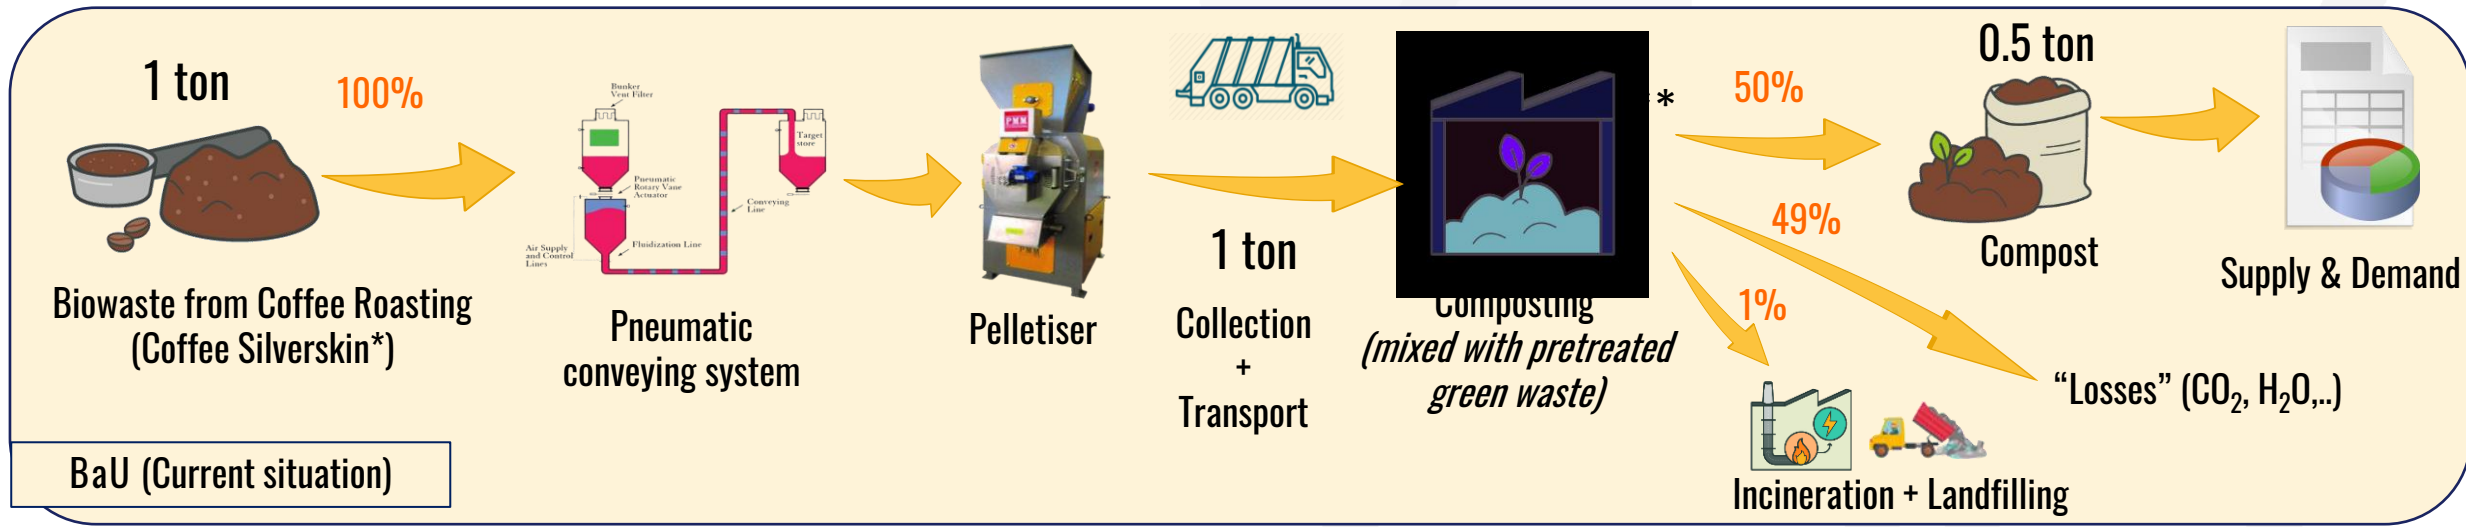 1 ton
100%
Biowaste from Coffee Roasting
(Coffee Silverskin*)
Bunker
Vent Filter
Target
store
Pneumatic
Rotary Vane
Actuator
Conveying
Line
Air Supply
and Control
Lines
Fluidization Line
Pneumatic
conveying system
PMM
Pelletiser
1 ton
Collection
+
Transport
Composting
(mixed with pretreated
green waste)
**
50%
49%
1%
0.5 ton
Compost
Supply & Demand
“Losses” (CO₂, H₂O,..)
Incineration + Landfilling
BaU (Current situation)